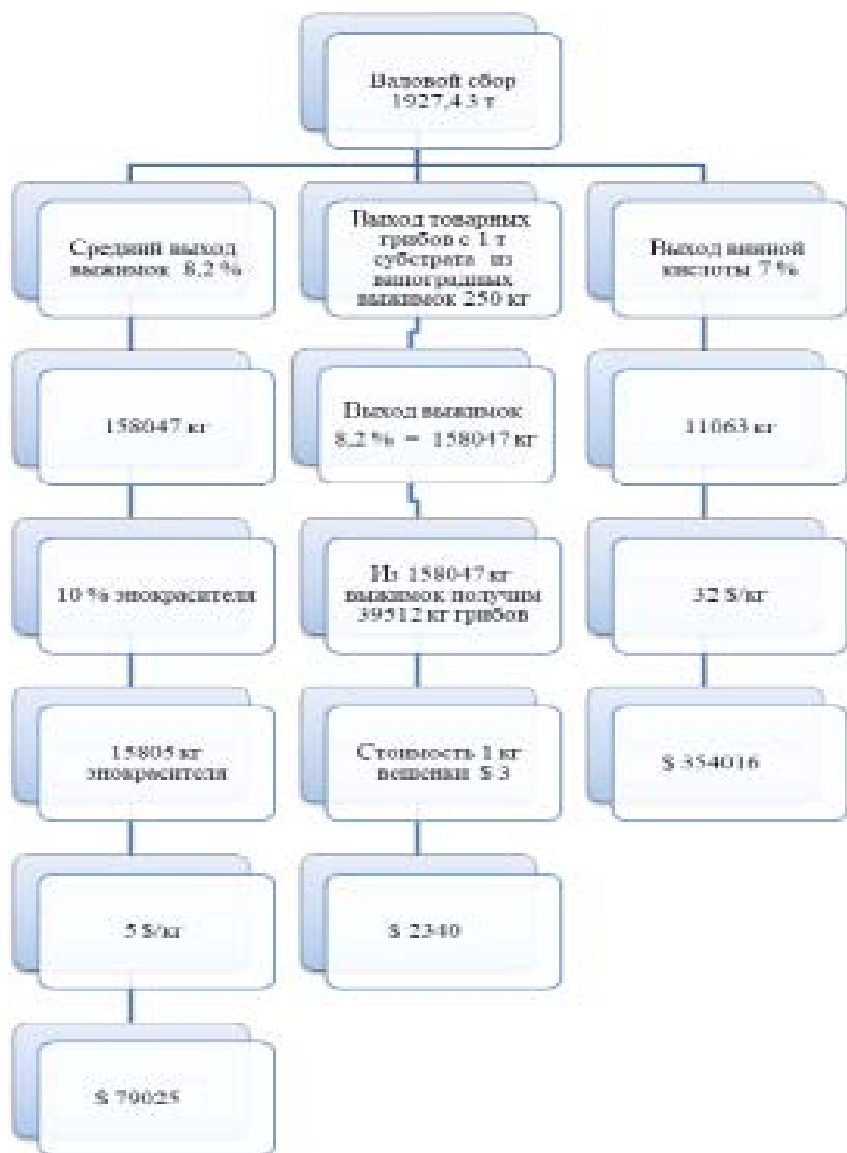 Валовой сбор
1927,43 т
Средний выход
выжимок 8,2 %
158047 кг
10 % энокрасителя
15805 кг
энокрасителя
5 $/кг
$ 79025
Выход товарных
грибов с 1 т
субстрата из
виноградных
выжимок 250 кг
Выход выжимок
8,2 % = 158047 кг
Из 158047 кг
выжимок получим
39512 кг грибов
Стоимость 1 кг
вешенки $ 3
$ 2340
Выход винной
кислоты 7 %
11063 кг
32 $/кг
$ 354016